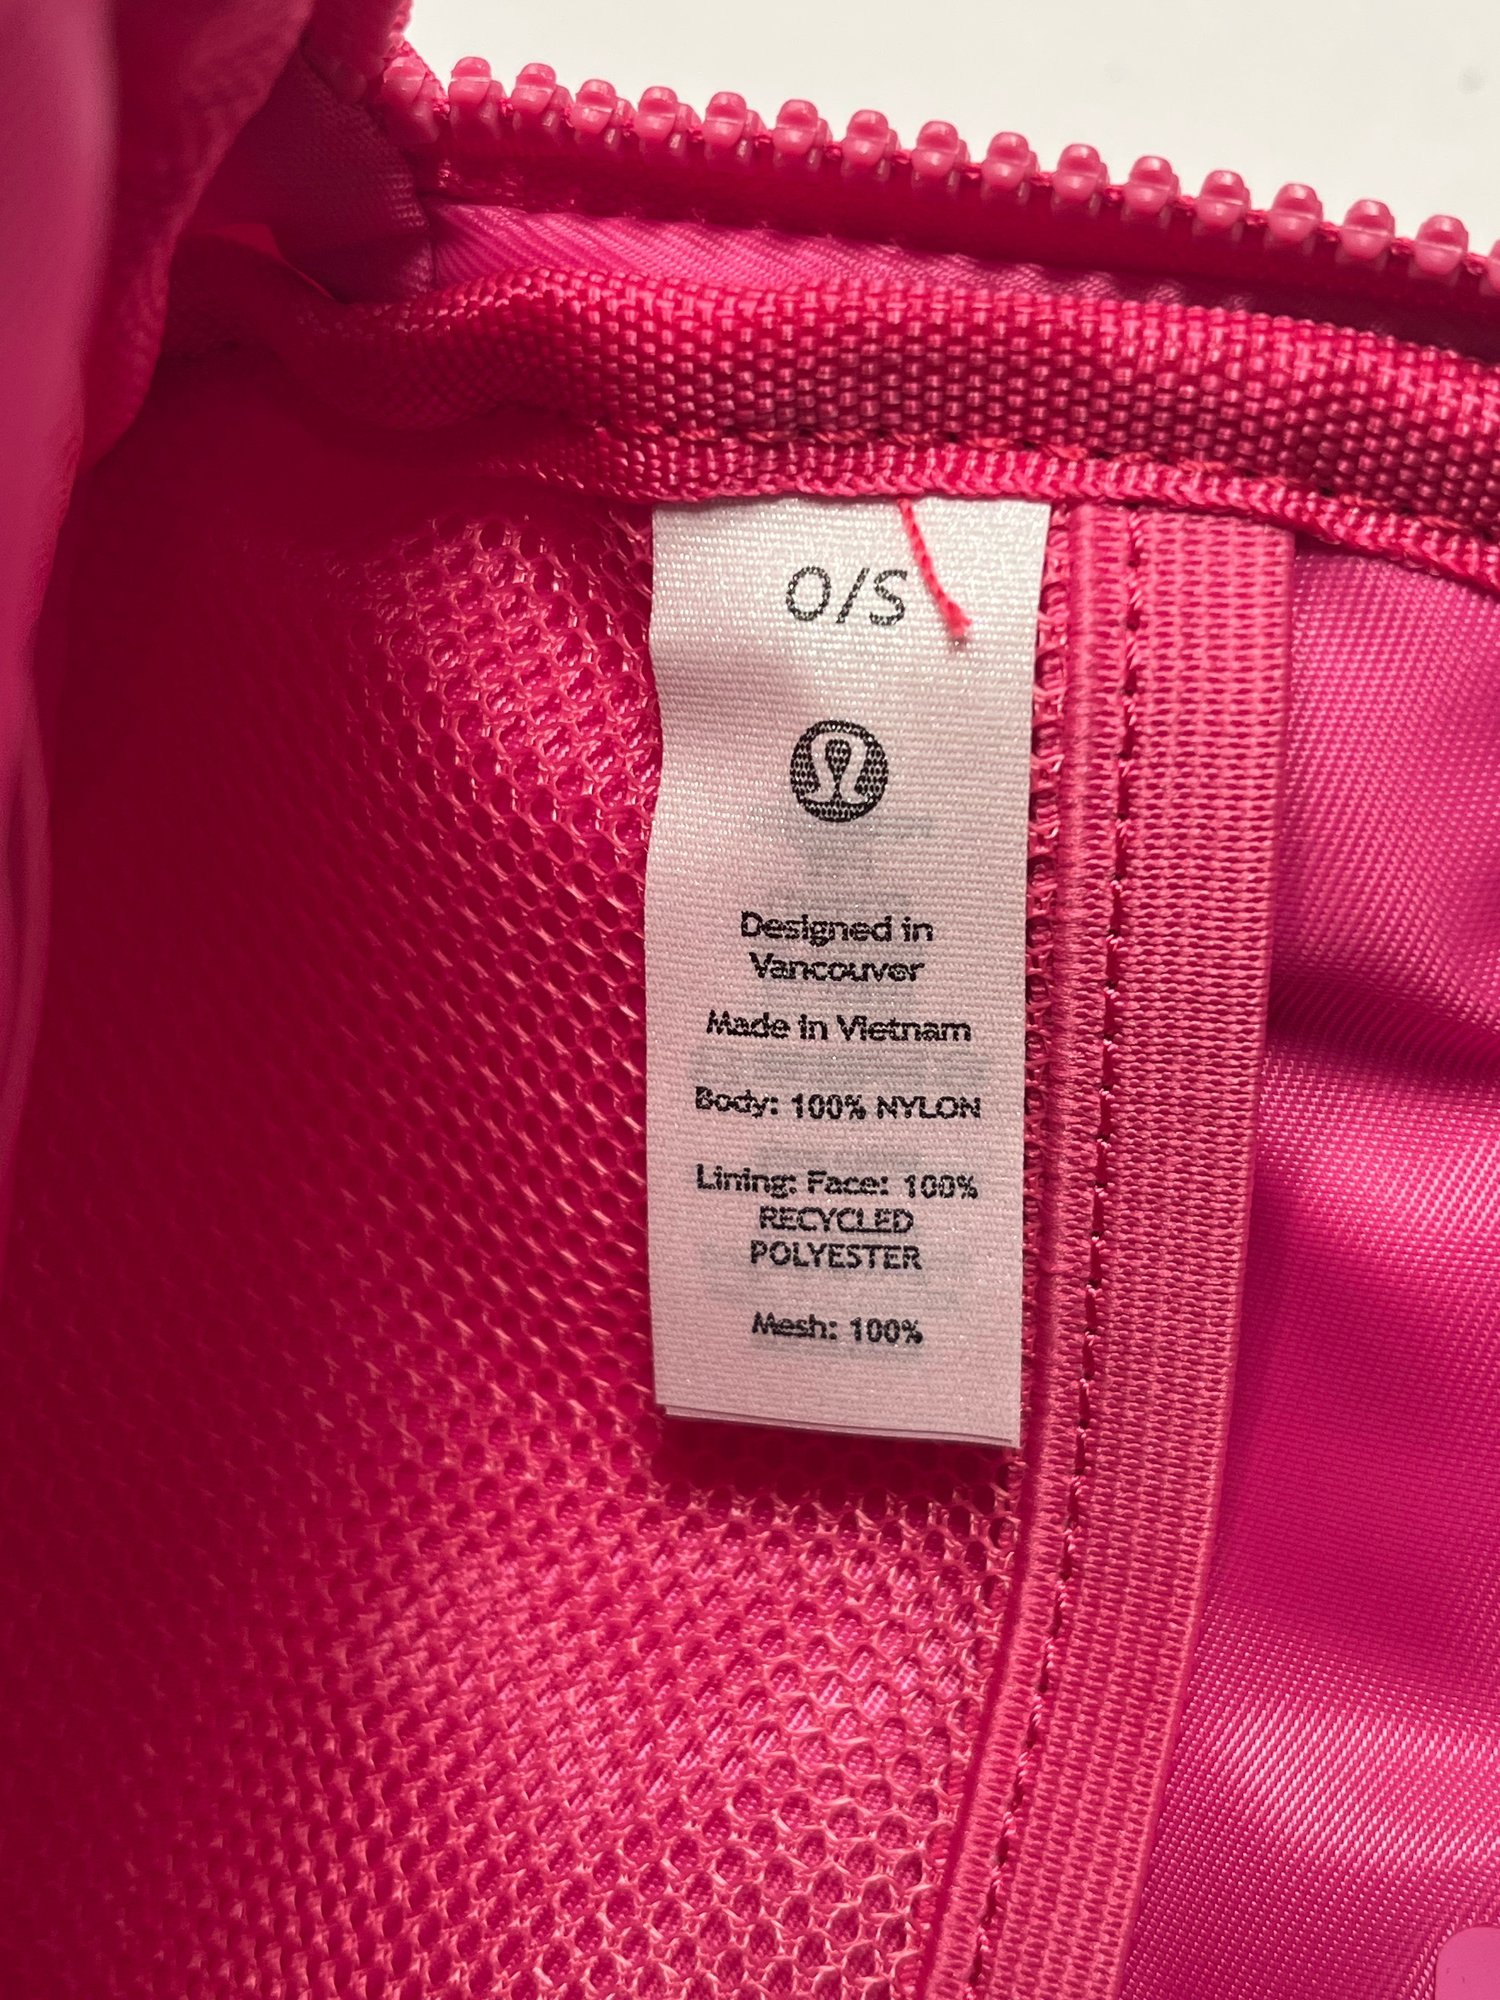 O/S
Designed in
Vancouver
Made in Vietnam
Body: 100% NYLON
Lining: Face: 100%
RECYCLED
POLYESTER
Mesh: 100%